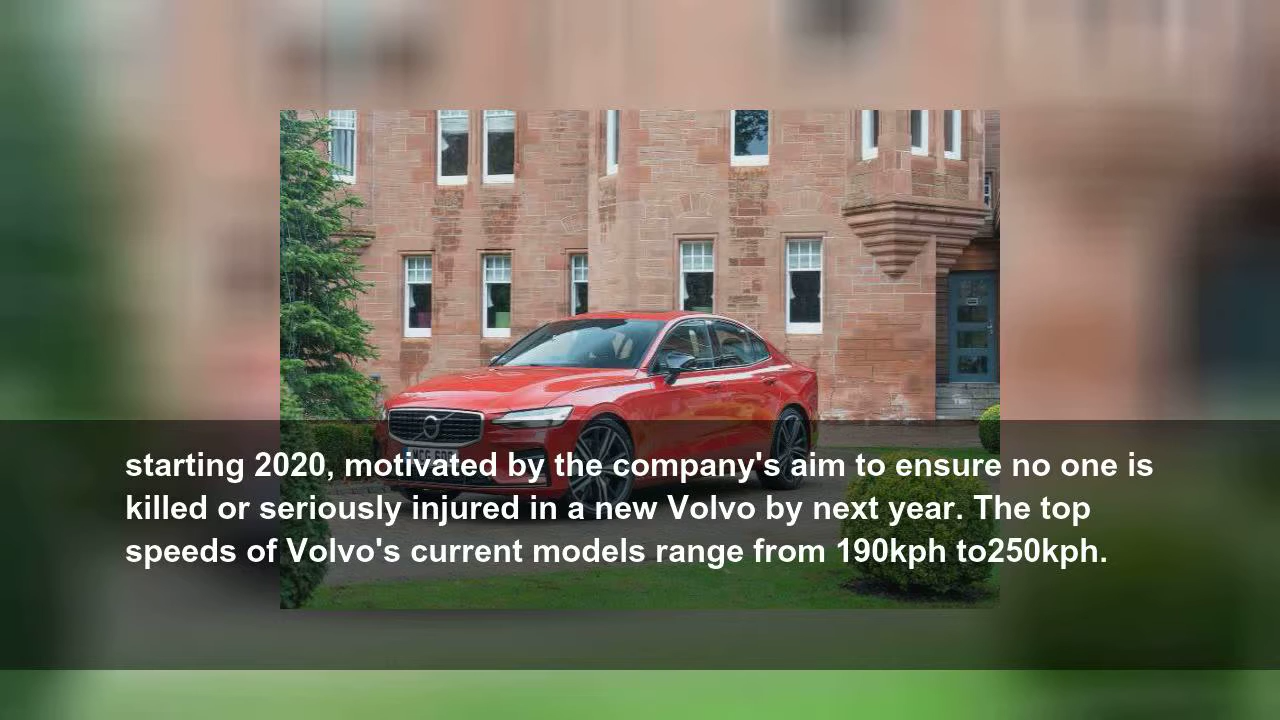 starting 2020, motivated by the company's aim to ensure no one is
killed or seriously injured in a new Volvo by next year. The top
speeds of Volvo's current models range from 190kph to250kph.